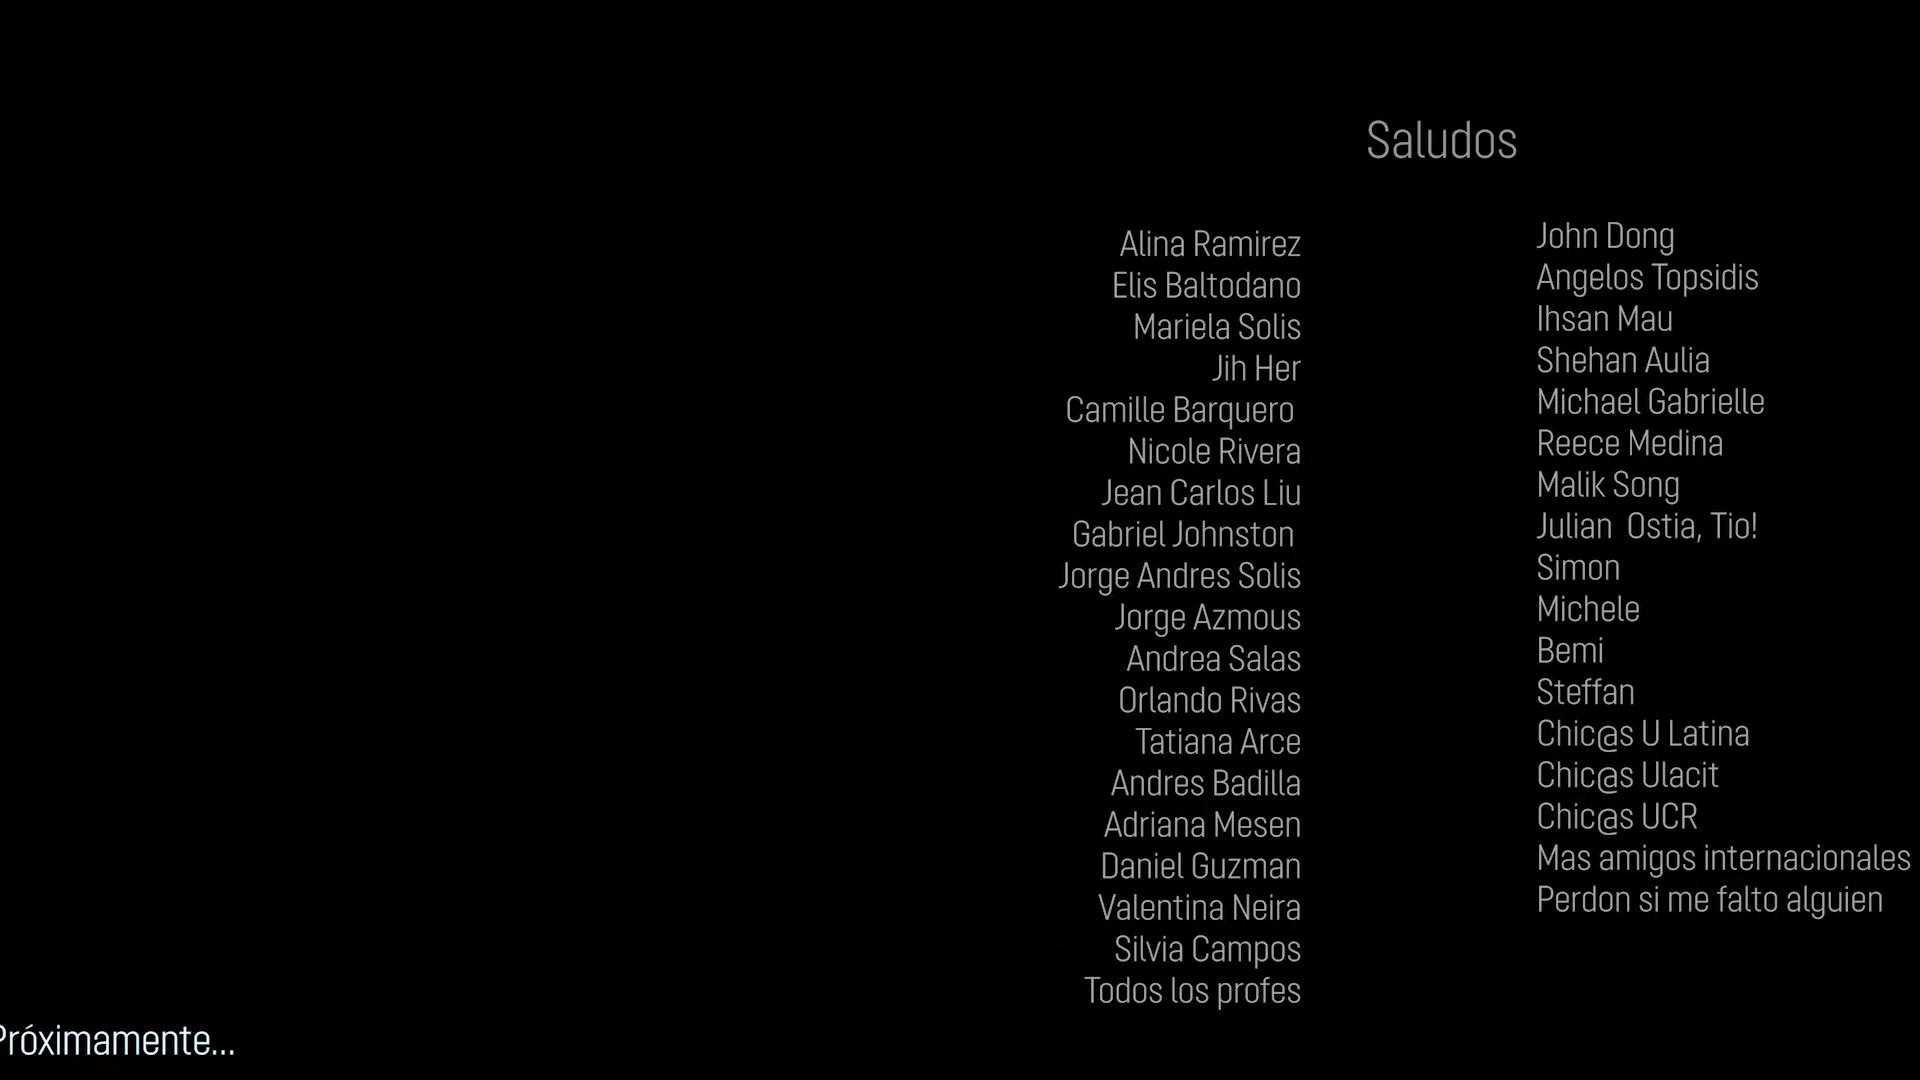 Saludos
Alina Ramirez
Elis Baltodano
Mariela Solis
Jih Her
Camille Barquero
Nicole Rivera
Jean Carlos Liu
Gabriel Johnston
Jorge Andres Solis
Jorge Azmous
Andrea Salas
Orlando Rivas
Tatiana Arce
Andres Badilla
Adriana Mesen
Daniel Guzman
Valentina Neira
Silvia Campos
Todos los profes
John Dong
Angelos Topsidis
Ihsan Mau
Shehan Aulia
Michael Gabrielle
Reece Medina
Malik Song
Julian  Ostia, Tio!
Simon
Michele
Bemi
Steffan
Chic@s U Latina
Chic@s Ulacit
Chic@s UCR
Mas amigos internacionales
Perdon si me falto alguien
Próximamente...